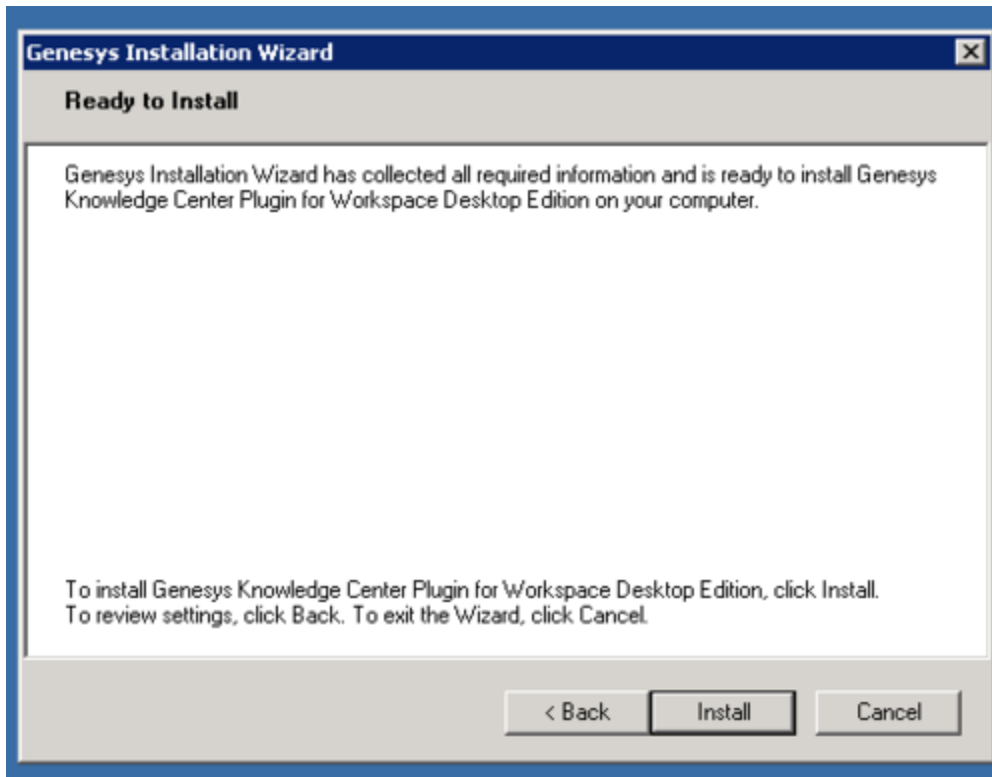 Genesys Installation Wizard
Ready to Install
Genesys Installation Wizard has collected all required information and is ready to install Genesys
Knowledge Center Plugin for Workspace Desktop Edition on your computer.
To install Genesys Knowledge Center Plugin for Workspace Desktop Edition, click Install.
To review settings, click Back. To exit the Wizard, click Cancel.
< Back Install Cancel